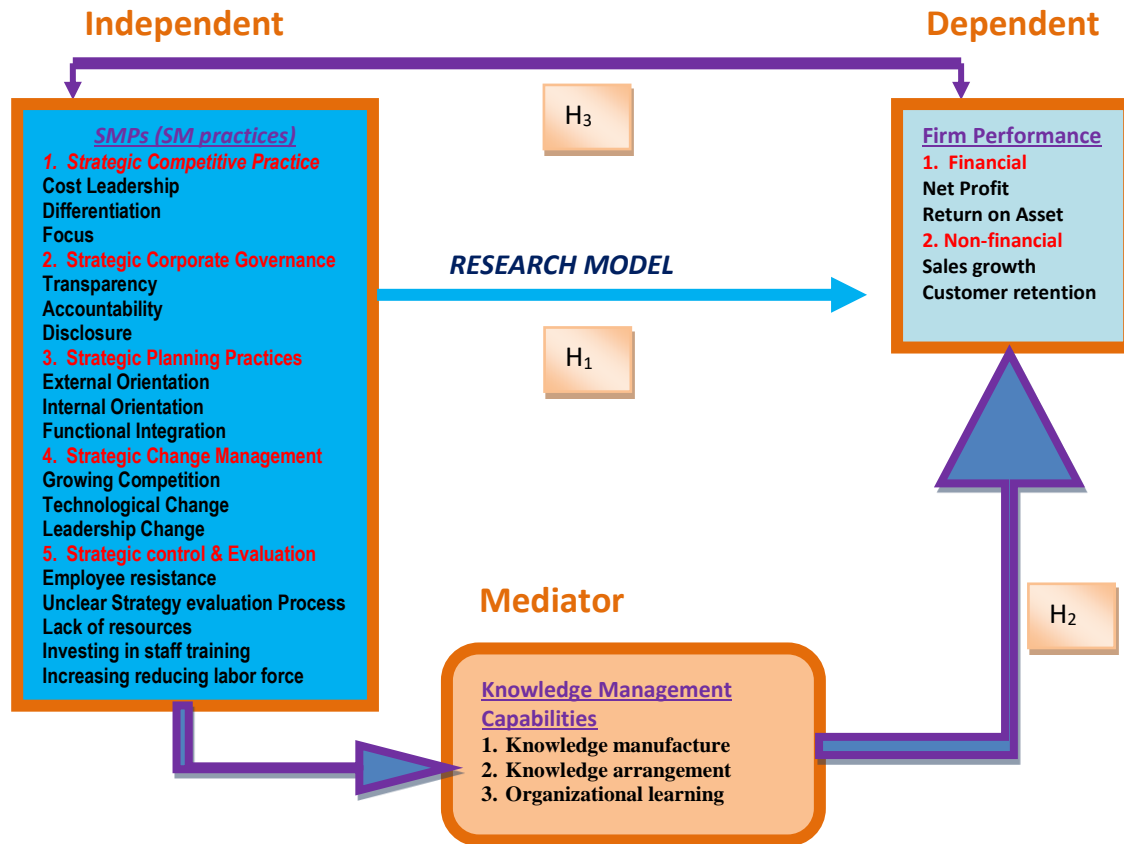 Independent
Dependent
H₃
SMPs (SM practices)
1. Strategic Competitive Practice
Cost Leadership
Differentiation
Focus
2. Strategic Corporate Governance
Transparency
Accountability
Disclosure
3. Strategic Planning Practices
External Orientation
Internal Orientation
Functional Integration
4. Strategic Change Management
Growing Competition
Technological Change
Leadership Change
5. Strategic control & Evaluation
Employee resistance
Unclear Strategy evaluation Process
Lack of resources
Investing in staff training
Increasing reducing labor force
RESEARCH MODEL
H₁
Firm Performance
1. Financial
Net Profit
Return on Asset
2. Non-financial
Sales growth
Customer retention
H₂
Mediator
Knowledge Management
Capabilities
1. Knowledge manufacture
2. Knowledge arrangement
3. Organizational learning